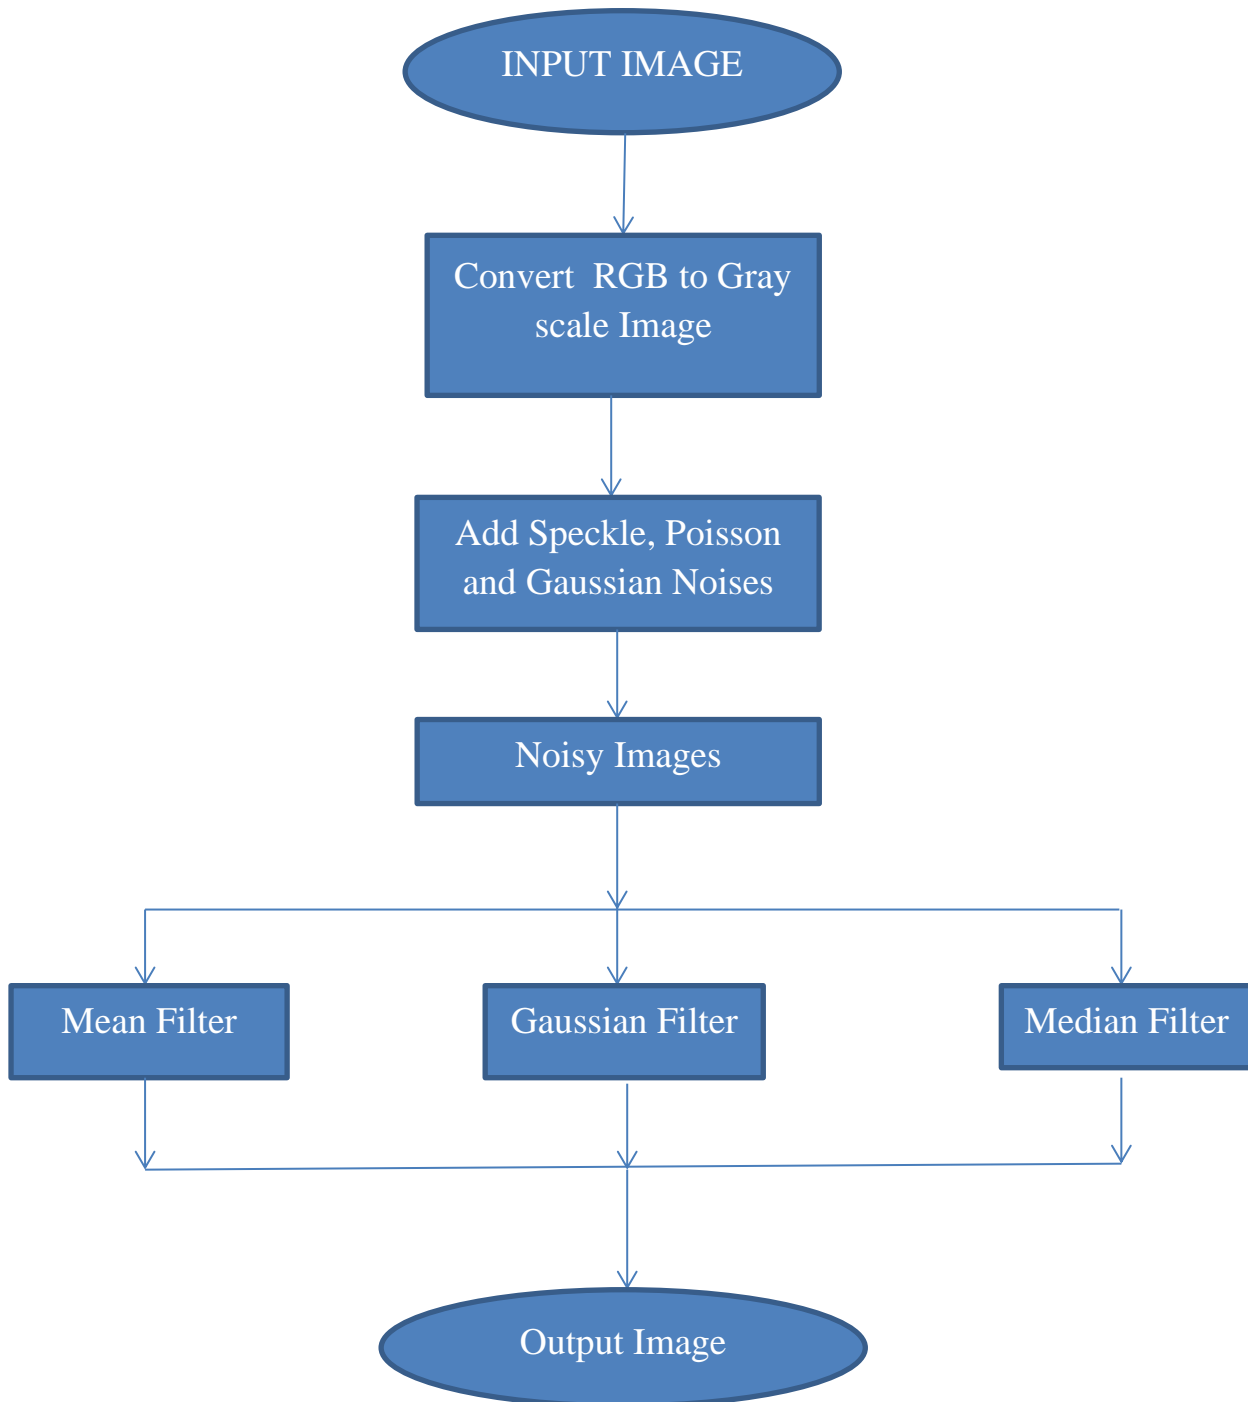 INPUT IMAGE
Convert  RGB to Gray
scale Image
Add Speckle, Poisson
and Gaussian Noises
Noisy Images
Mean Filter
Gaussian Filter
Median Filter
Output Image